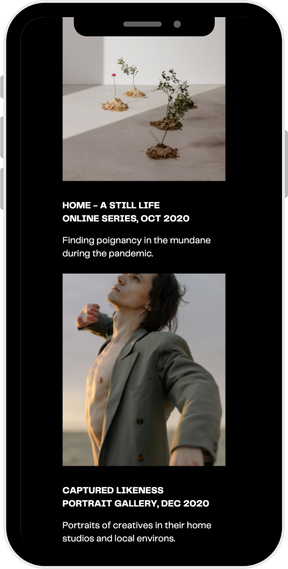 HOME - A STILL LIFE
ONLINE SERIES, OCT 2020
Finding poignancy in the mundane
during the pandemic.
CAPTURED LIKENESS
PORTRAIT GALLERY, DEC 2020
Portraits of creatives in their home
studios and local environs.